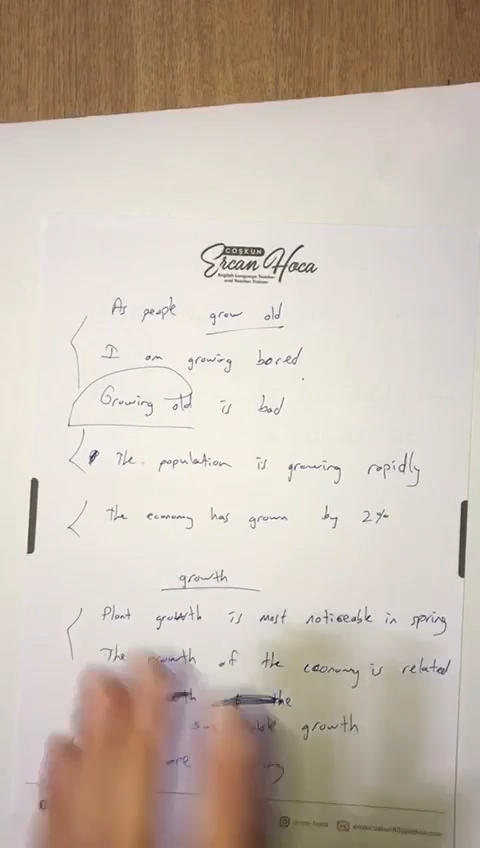 COŞKUN
Ercan Hoca
English Language Teacher
and Teacher Trainer
As people grow old
I am growing bored
Growing old is bad
The population is growing rapidly
The economy has grown by 2%
growth
Plant growth is most noticeable in spring
The growth of the economy is related
the
growth